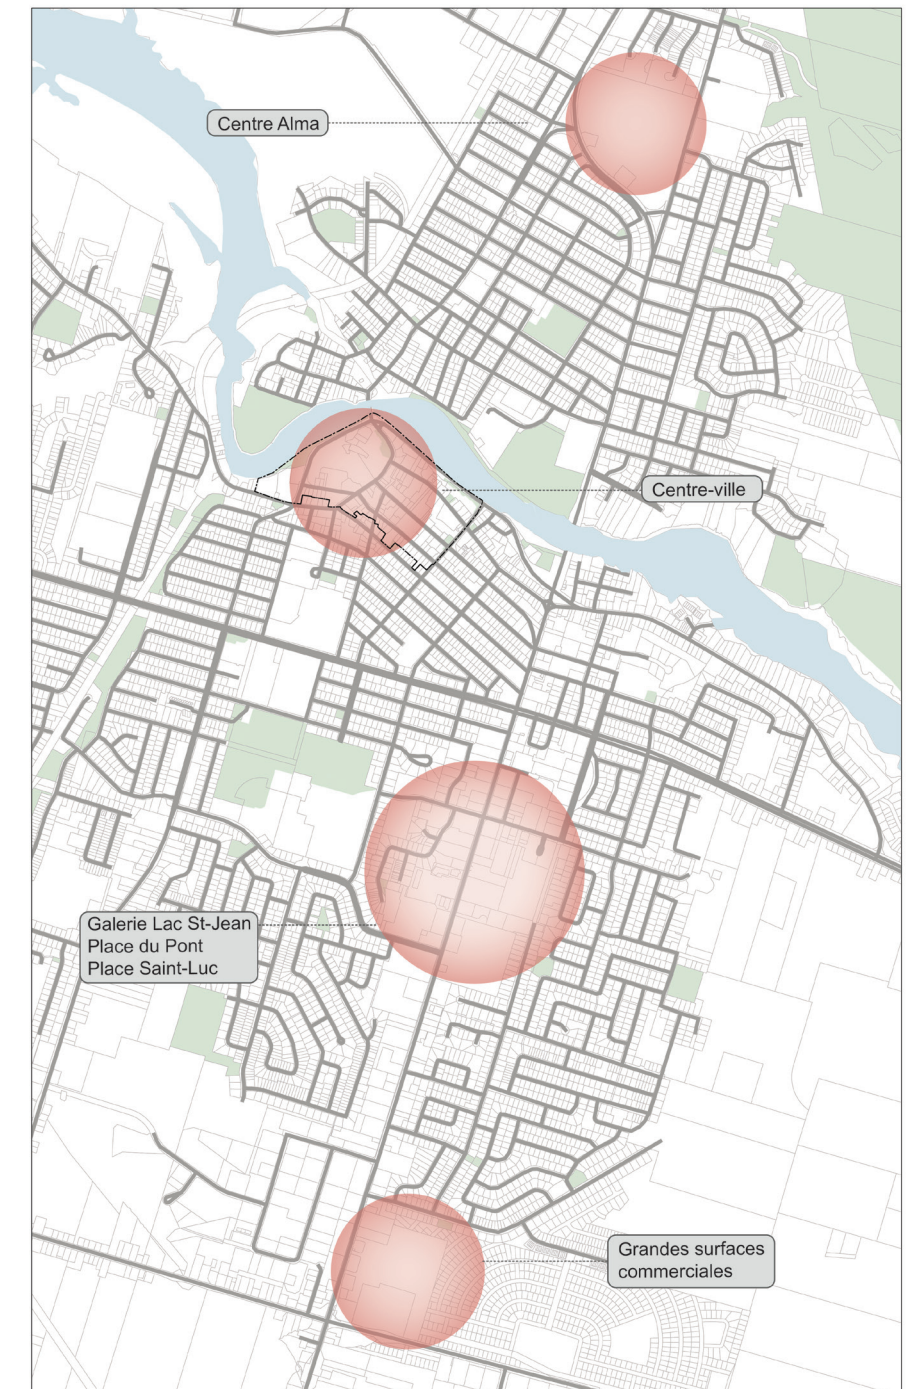 Centre Alma
Centre-ville
Galerie Lac St-Jean
Place du Pont
Place Saint-Luc
Grandes surfaces
commerciales